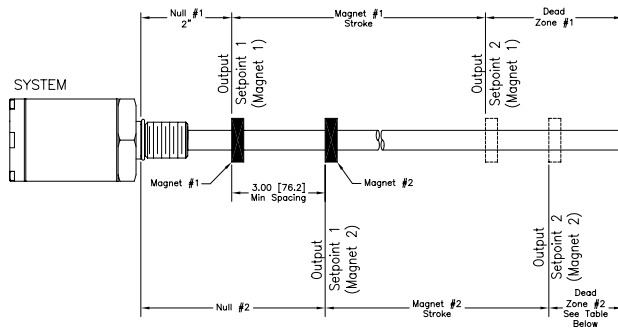 Null #1
2"
Magnet #1
Stroke
Dead
Zone #1
SYSTEM
Output
Setpoint 1
(Magnet 1)
Output
Setpoint 2
(Magnet 1)
Magnet #1
3.00 [76.2]
Min Spacing
Magnet #2
Output
Setpoint 1
(Magnet 2)
Output
Setpoint 2
(Magnet 2)
Null #2
Magnet #2
Stroke
Dead
Zone #2
See Table
Below